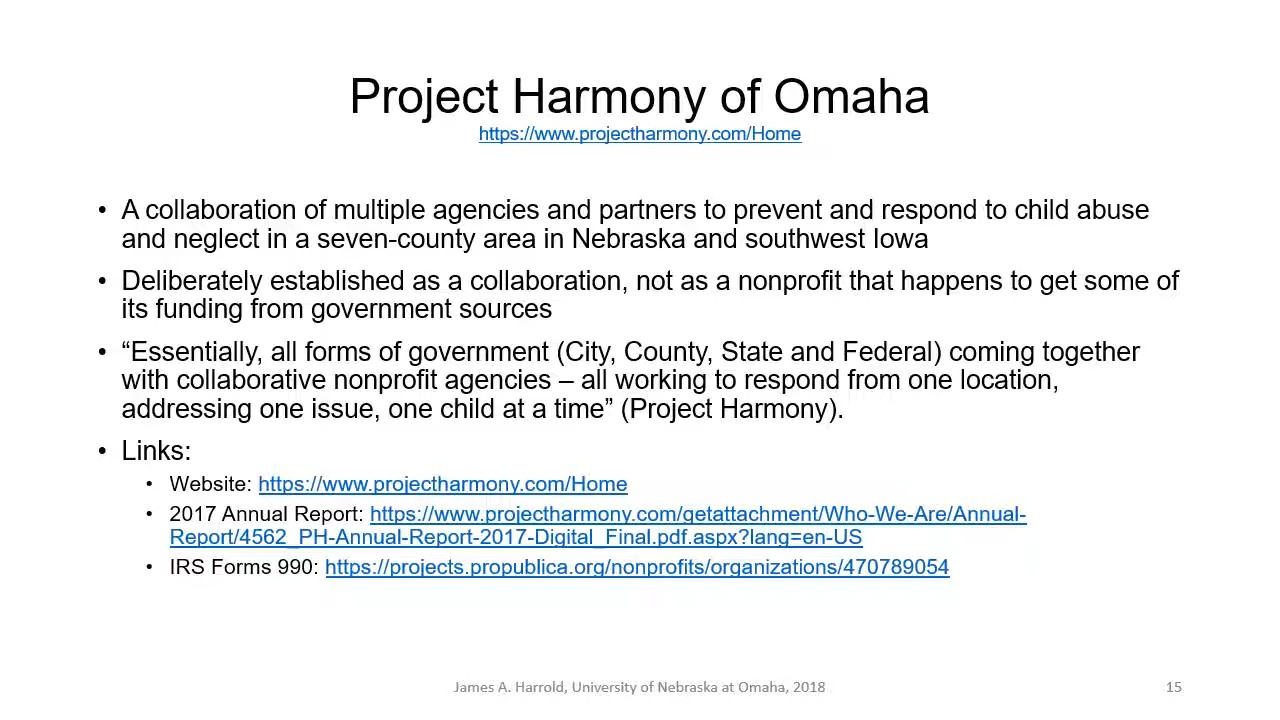 Project Harmony of Omaha
https://www.projectharmony.com/Home
• A collaboration of multiple agencies and partners to prevent and respond to child abuse
and neglect in a seven-county area in Nebraska and southwest Iowa
• Deliberately established as a collaboration, not as a nonprofit that happens to get some of
its funding from government sources
• “Essentially, all forms of government (City, County, State and Federal) coming together
with collaborative nonprofit agencies – all working to respond from one location,
addressing one issue, one child at a time” (Project Harmony).
• Links:
• Website: https://www.projectharmony.com/Home
• 2017 Annual Report: https://www.projectharmony.com/getattachment/Who-We-Are/Annual-
Report/4562_PH-Annual-Report-2017-Digital_Final.pdf.aspx?lang=en-US
• IRS Forms 990: https://projects.propublica.org/nonprofits/organizations/470789054
James A. Harrold, University of Nebraska at Omaha, 2018
15